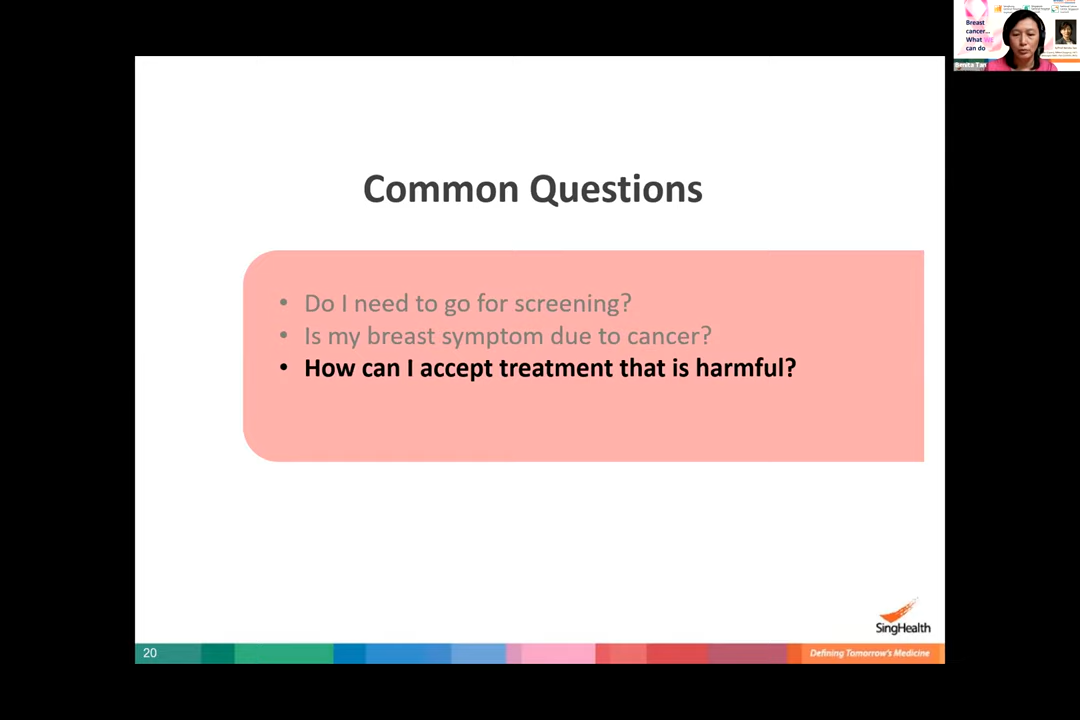 Breast
cancer...
What we
can do
Benita Tan
Common Questions
• Do I need to go for screening?
• Is my breast symptom due to cancer?
• How can I accept treatment that is harmful?
SingHealth
20
Defining Tomorrow's Medicine